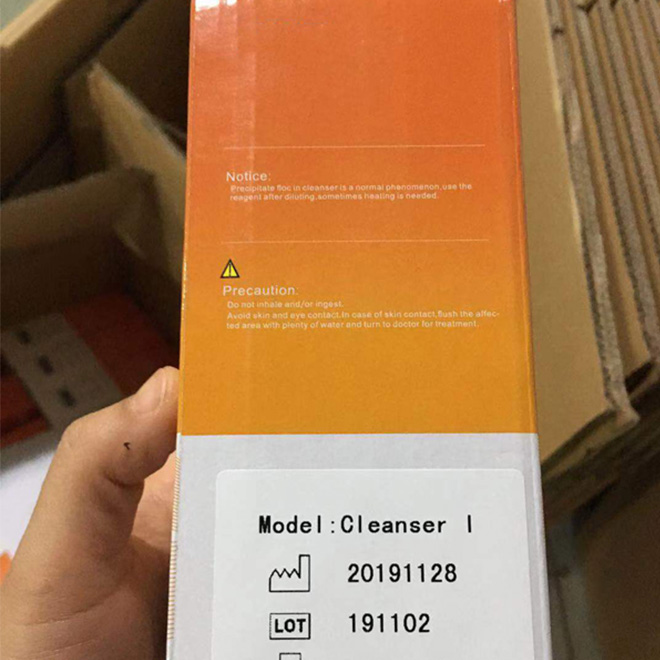 Notice:
Precipitate floc in cleanser is a normal phenomenon,use the
reagent after diluting,sometimes heating is needed.
Precaution:
Do not inhale and/or ingest.
Avoid skin and eye contact.In case of skin contact,flush the affec-
ted area with plenty of water and turn to doctor for treatment.
Model:Cleanser I
20191128
LOT 191102